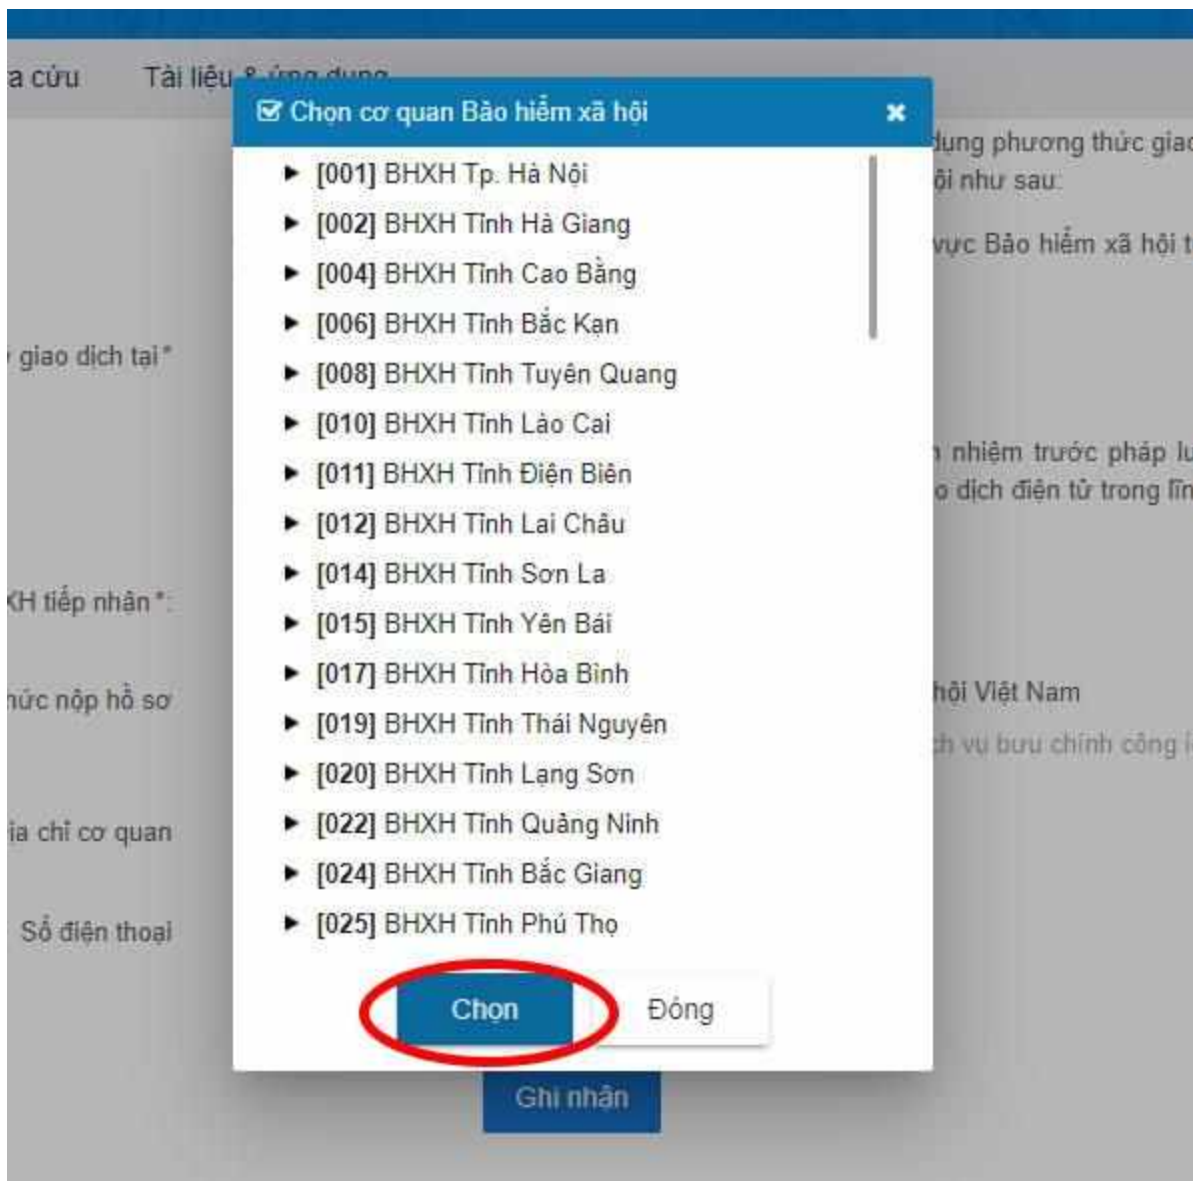 a cứu Tài liệu & ứng dụng
Chọn cơ quan Bảo hiểm xã hội
dụng phương thức giao
ội như sau:
vực Bảo hiểm xã hội t
[001] BHXH Tp. Hà Nội
[002] BHXH Tỉnh Hà Giang
[004] BHXH Tỉnh Cao Bằng
[006] BHXH Tỉnh Bắc Kạn
[008] BHXH Tỉnh Tuyên Quang
[010] BHXH Tỉnh Lào Cai
[011] BHXH Tỉnh Điện Biên
[012] BHXH Tỉnh Lai Châu
[014] BHXH Tỉnh Sơn La
[015] BHXH Tỉnh Yên Bái
[017] BHXH Tỉnh Hòa Bình
[019] BHXH Tỉnh Thái Nguyên
[020] BHXH Tỉnh Lạng Sơn
[022] BHXH Tỉnh Quảng Ninh
[024] BHXH Tỉnh Bắc Giang
[025] BHXH Tỉnh Phú Thọ
Chọn
Đóng
giao dịch tại*
XH tiếp nhận*:
hức nộp hồ sơ
ịa chỉ cơ quan
Số điện thoại
nhiệm trước pháp lu
o dịch điện tử trong lĩn
hội Việt Nam
ch vụ bưu chính công í
Ghi nhận